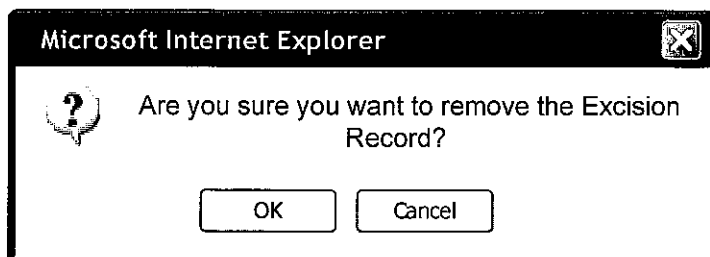 Microsoft Internet Explorer
Are you sure you want to remove the Excision
Record?
OK
Cancel